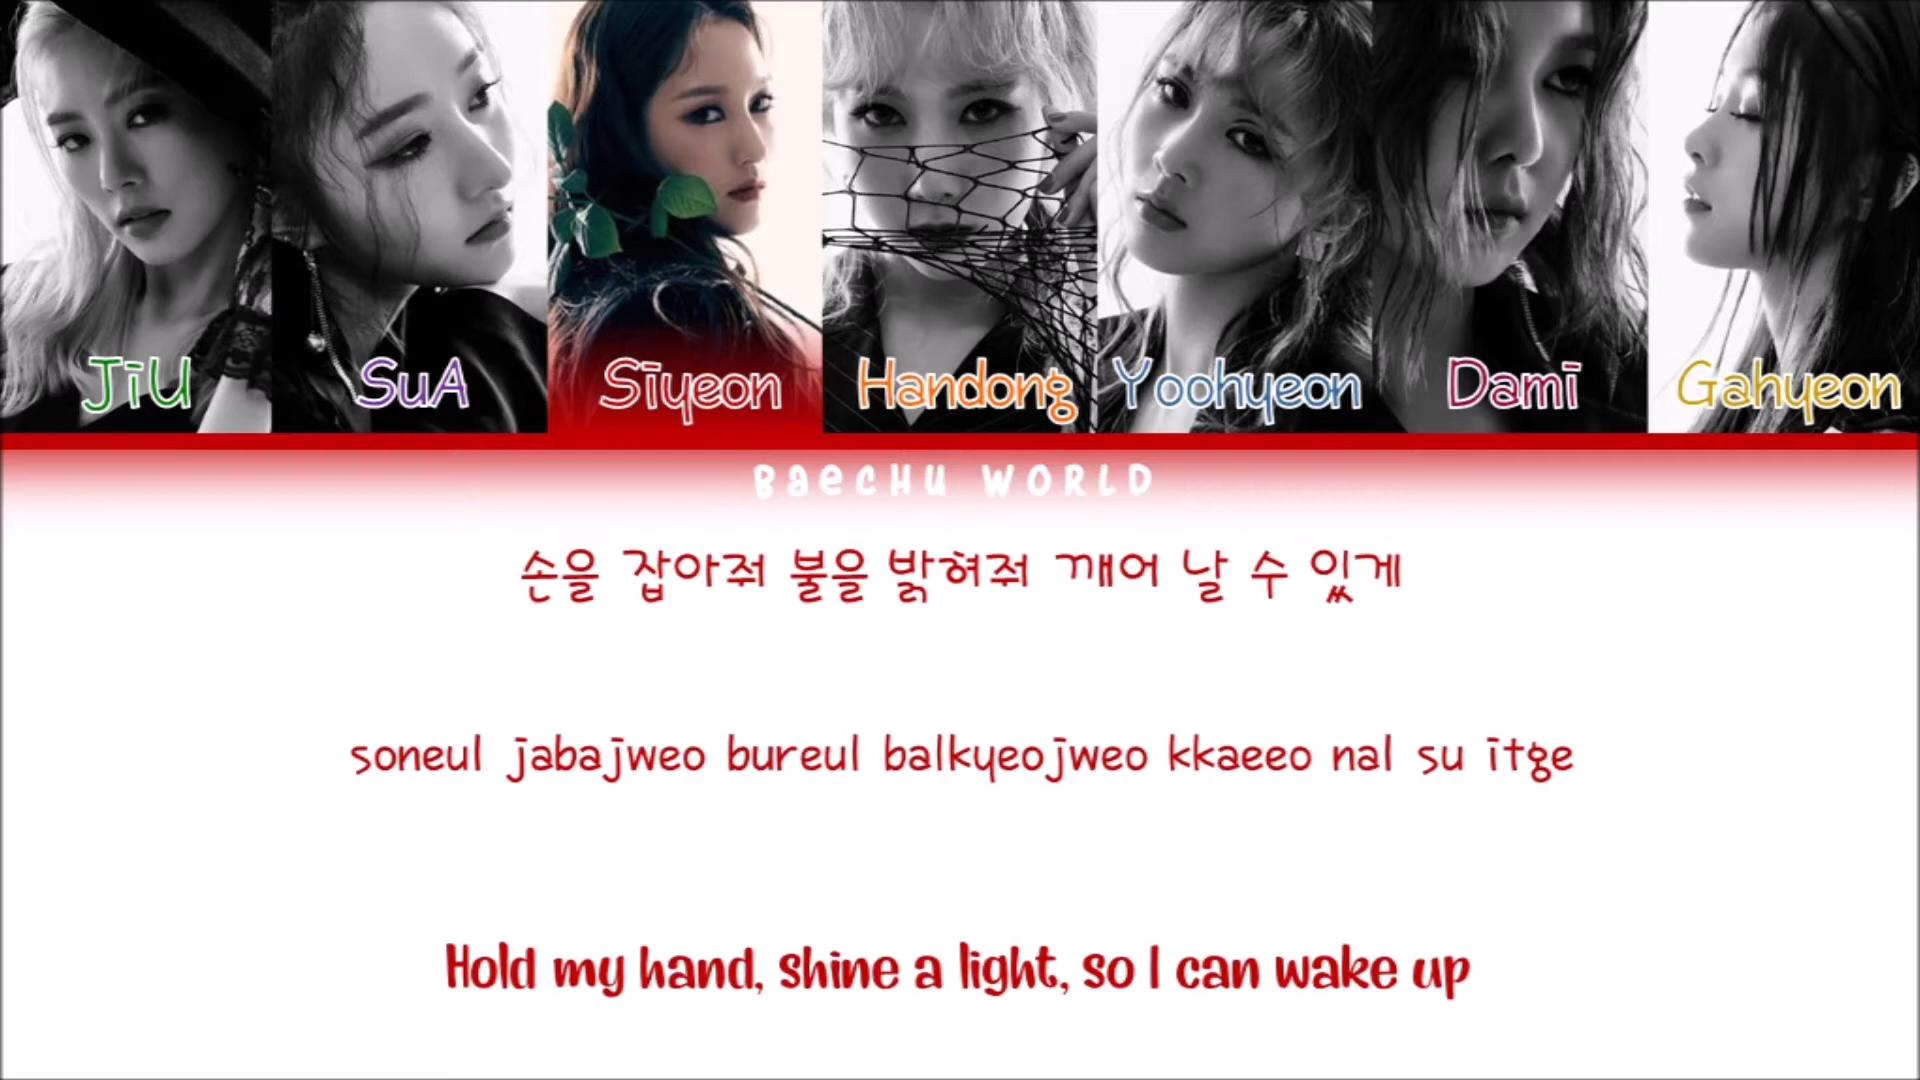 JiU
SuA
Siyeon
Handong
Yoohyeon
Dami
Gahyeon
BaeCHU WORLD
손을 잡아줘 불을 밝혀줘 깨어 날 수 있게
soneul jabajweo bureul balkyeojweo kkaeeo nal su itge
Hold my hand, shine a light, so I can wake up